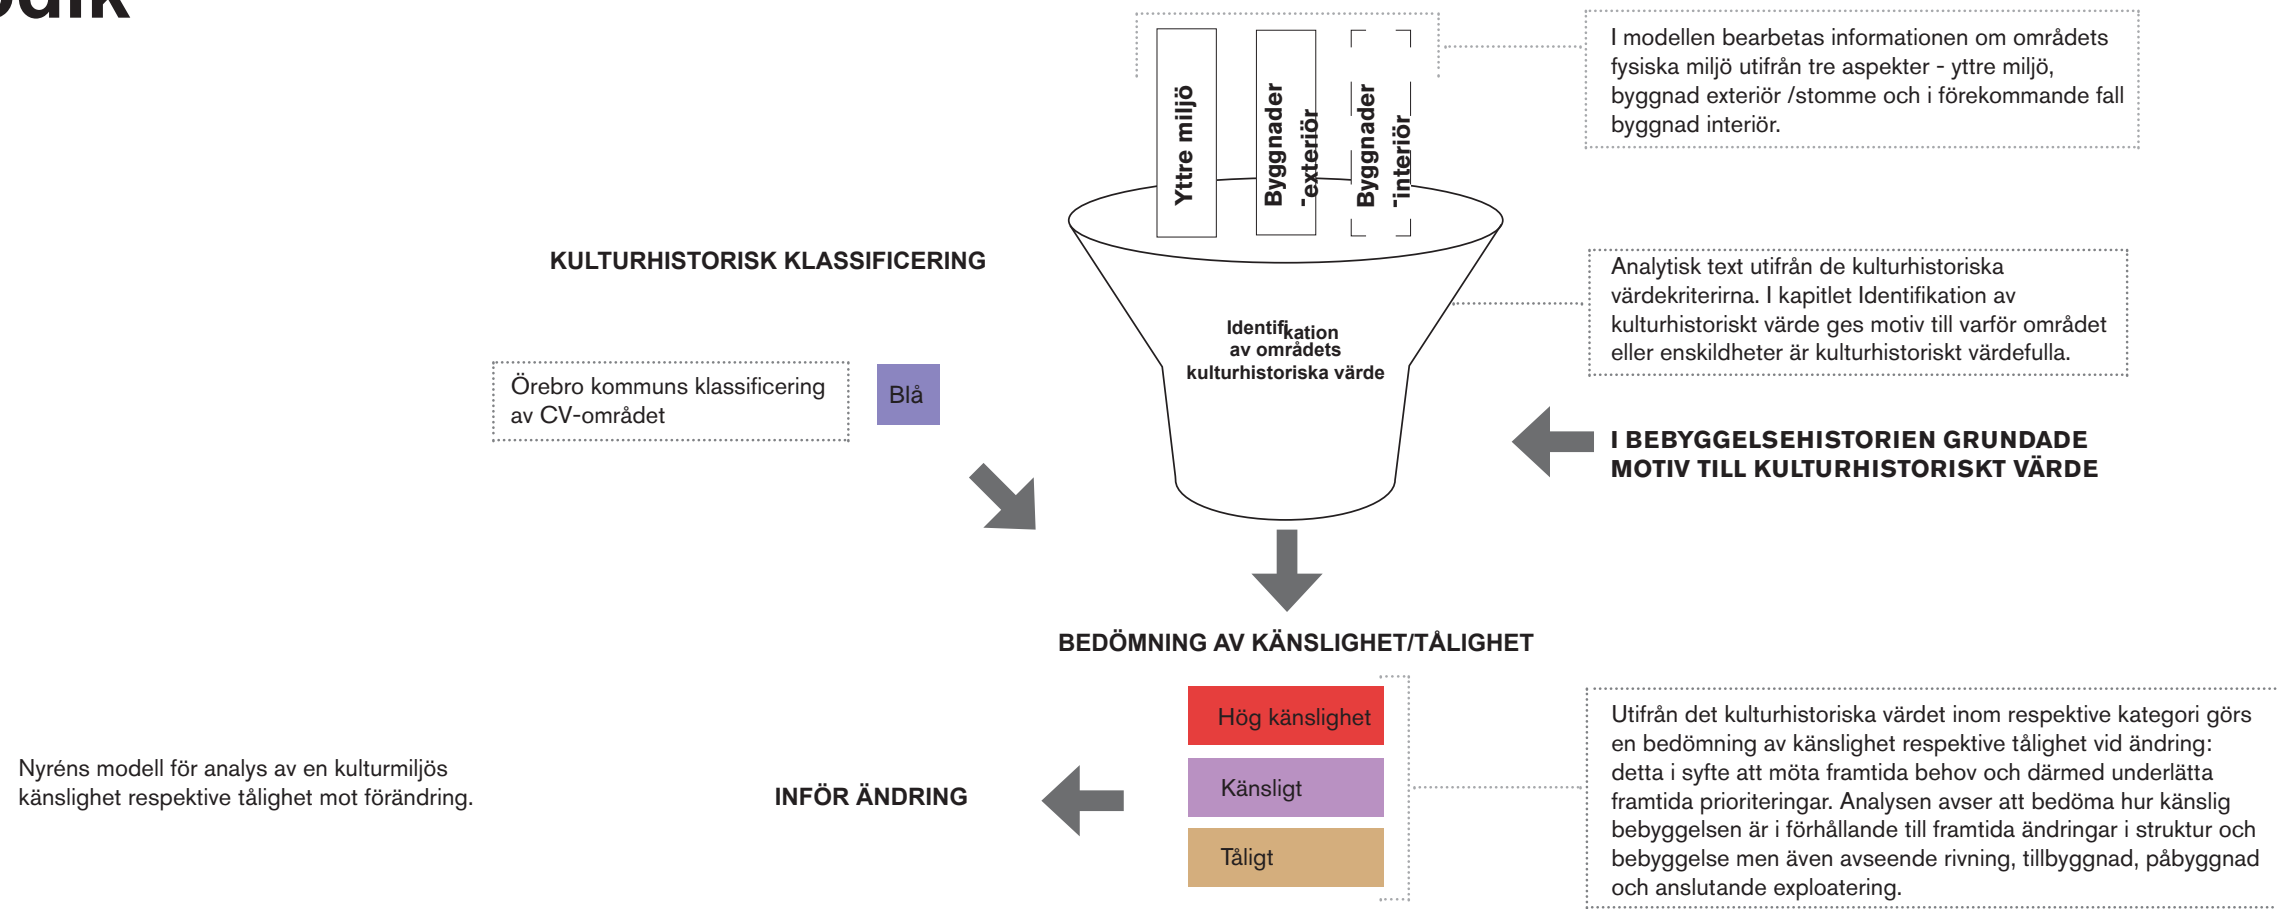 Yttre miljö
Byggnader
-exteriör
Byggnader
-interiör
I modellen bearbetas informationen om områdets
fysiska miljö utifrån tre aspekter - yttre miljö,
byggnad exteriör /stomme och i förekommande fall
byggnad interiör.
KULTURHISTORISK KLASSIFICERING
Analytisk text utifrån de kulturhistoriska
värdekriterirna. I kapitlet Identifikation av
kulturhistoriskt värde ges motiv till varför området
eller enskildheter är kulturhistoriskt värdefulla.
Identifikation
av områdets
kulturhistoriska värde
Örebro kommuns klassificering
av CV-området
Blå
I BEBYGGELSEHISTORIEN GRUNDADE
MOTIV TILL KULTURHISTORISKT VÄRDE
BEDÖMNING AV KÄNSLIGHET/TÅLIGHET
Hög känslighet
Känsligt
Tåligt
Utifrån det kulturhistoriska värdet inom respektive kategori görs
en bedömning av känslighet respektive tålighet vid ändring:
detta i syfte att möta framtida behov och därmed underlätta
framtida prioriteringar. Analysen avser att bedöma hur känslig
bebyggelsen är i förhållande till framtida ändringar i struktur och
bebyggelse men även avseende rivning, tillbyggnad, påbyggnad
och anslutande exploatering.
INFÖR ÄNDRING
Nyréns modell för analys av en kulturmiljös
känslighet respektive tålighet mot förändring.